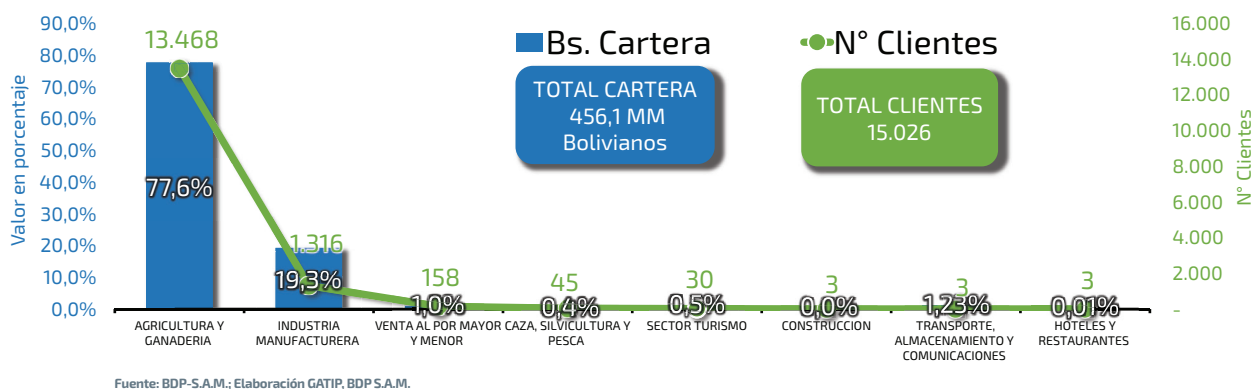 90,0%
80,0%
70,0%
60,0%
50,0%
40,0%
30,0%
20,0%
10,0%
0,0%
Valor en porcentaje
Bs. Cartera
N° Clientes
TOTAL CARTERA
456,1 MM
Bolivianos
TOTAL CLIENTES
15.026
16.000
14.000
12.000
10.000
8.000
6.000
4.000
2.000
-
N° Clientes
13.468
1.316
158
45
30
3
3
3
77,6%
19,3%
1,0%
0,4%
0,5%
0,0%
1,23%
0,01%
AGRICULTURA Y
GANADERIA
INDUSTRIA
MANUFACTURERA
VENTA AL POR MAYOR
Y MENOR
CAZA, SILVICULTURA Y
PESCA
SECTOR TURISMO
CONSTRUCCION
TRANSPORTE,
ALMACENAMIENTO Y
COMUNICACIONES
HOTELES Y
RESTAURANTES
Fuente: BDP-S.A.M.; Elaboración GATIP, BDP S.A.M.